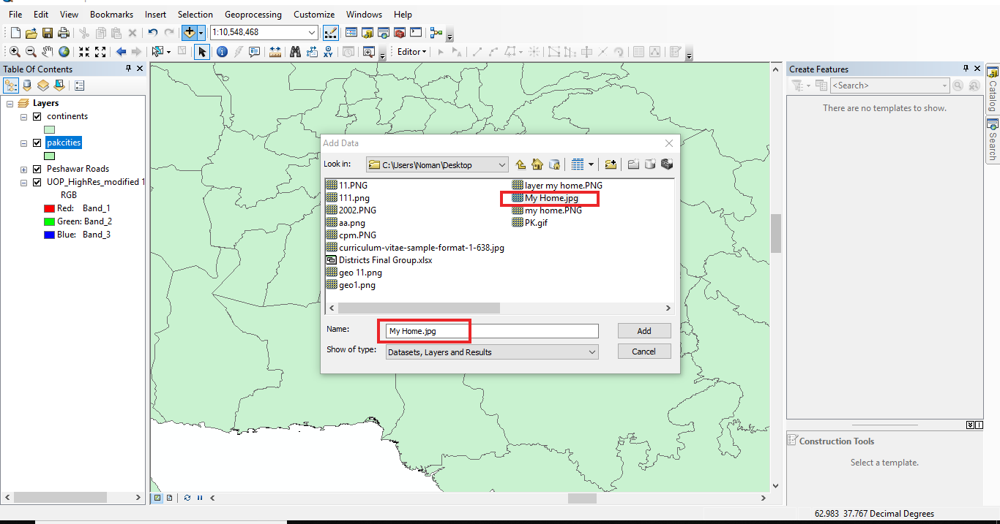 File Edit View Bookmarks Insert Selection Geoprocessing Customize Windows Help
1:10,548,468
Editor
Table Of Contents
Layers
continents
pakcities
Peshawar Roads
UOP_HighRes_modified 1
RGB
Red: Band_1
Green: Band_2
Blue: Band_3
Add Data
Look in: C:\Users\Noman\Desktop
11.PNG
111.png
2002.PNG
aa.png
cpm.PNG
curriculum-vitae-sample-format-1-638.jpg
Districts Final Group.xlsx
geo 11.png
geo1.png
layer my home.PNG
My Home.jpg
my home.PNG
PK.gif
Name: My Home.jpg
Add
Show of type: Datasets, Layers and Results
Cancel
Create Features
<Search>
There are no templates to show.
Construction Tools
Select a template.
Catalog
Search
62.983 37.767 Decimal Degrees